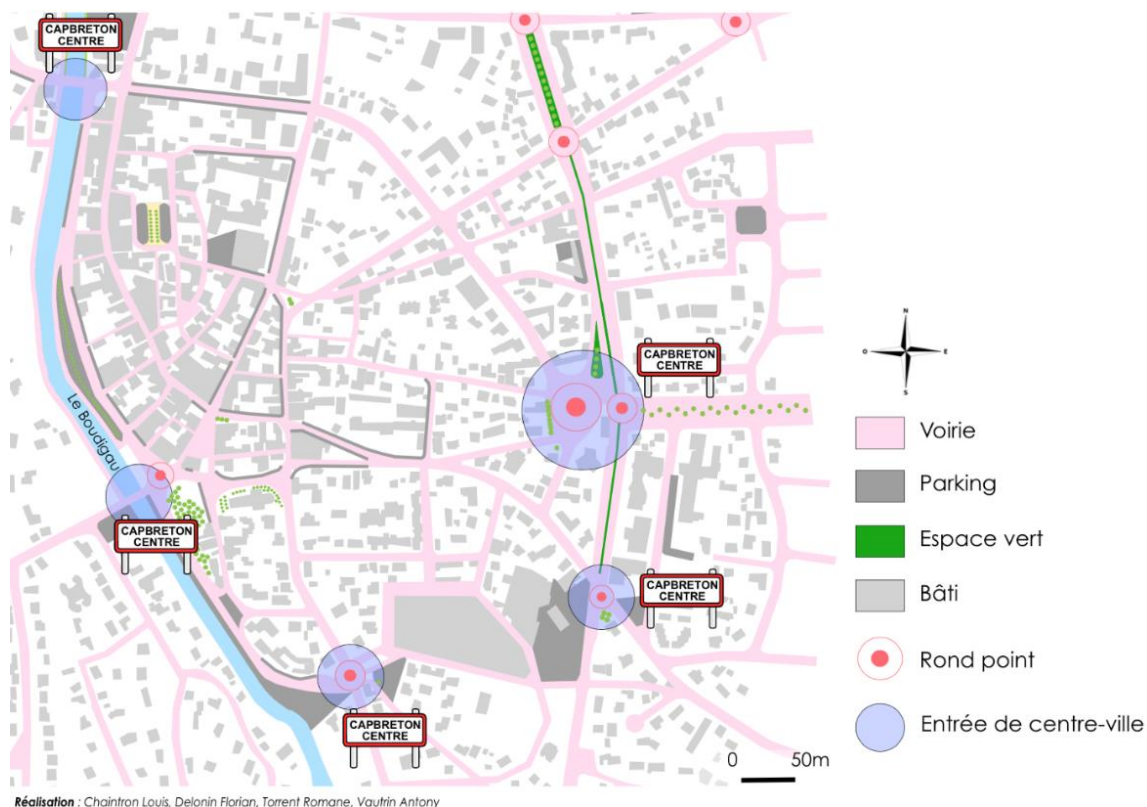 CAPBRETON
CENTRE
CAPBRETON
CENTRE
Le Boudigau
CAPBRETON
CENTRE
CAPBRETON
CENTRE
CAPBRETON
CENTRE
N
O
E
S
Voirie
Parking
Espace vert
Bâti
Rond point
Entrée de centre-ville
0 50m
Réalisation : Chaintron Louis, Delonin Florian, Torrent Romane, Vautrin Antony